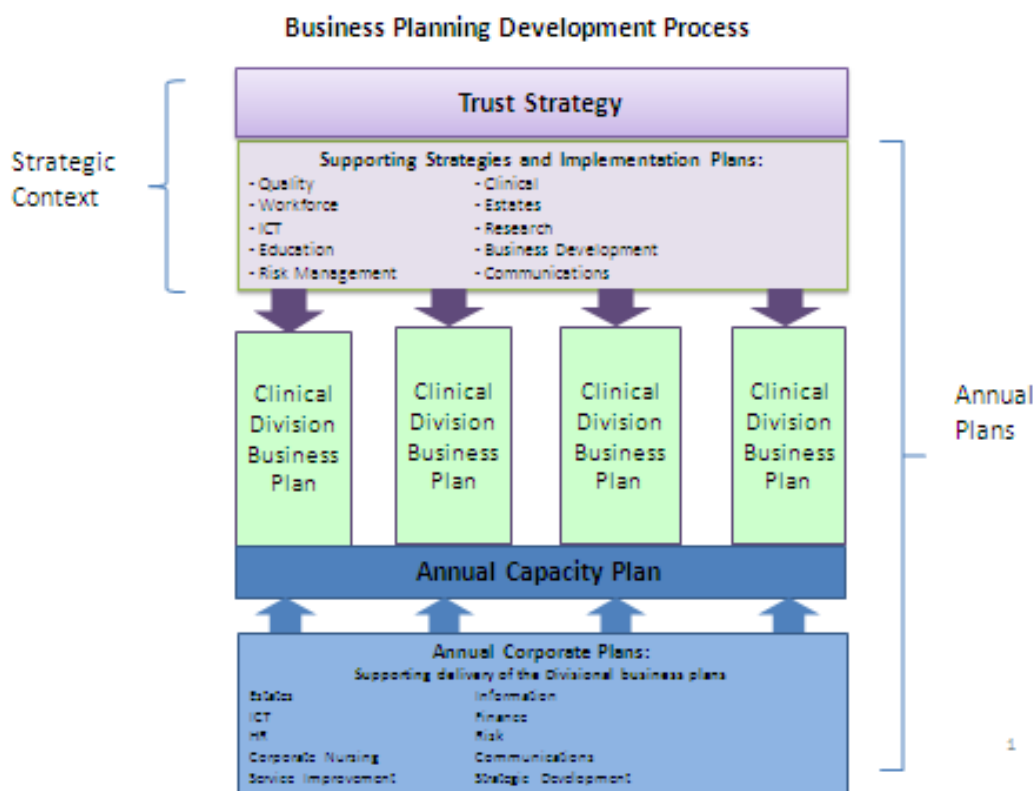 Business Planning Development Process
Trust Strategy
Strategic
Context
Supporting Strategies and Implementation Plans:
- Quality
- Workforce
- ICT
- Education
- Risk Management
- Clinical
- Estates
- Research
- Business Development
- Communications
Clinical
Division
Business
Plan
Clinical
Division
Business
Plan
Clinical
Division
Business
Plan
Clinical
Division
Business
Plan
Annual
Plans
Annual Capacity Plan
Annual Corporate Plans:
Supporting delivery of the Divisional business plans
Estates
ICT
HR
Corporate Nursing
Service Improvement
Information
Finance
Risk
Communications
Strategic Development
1